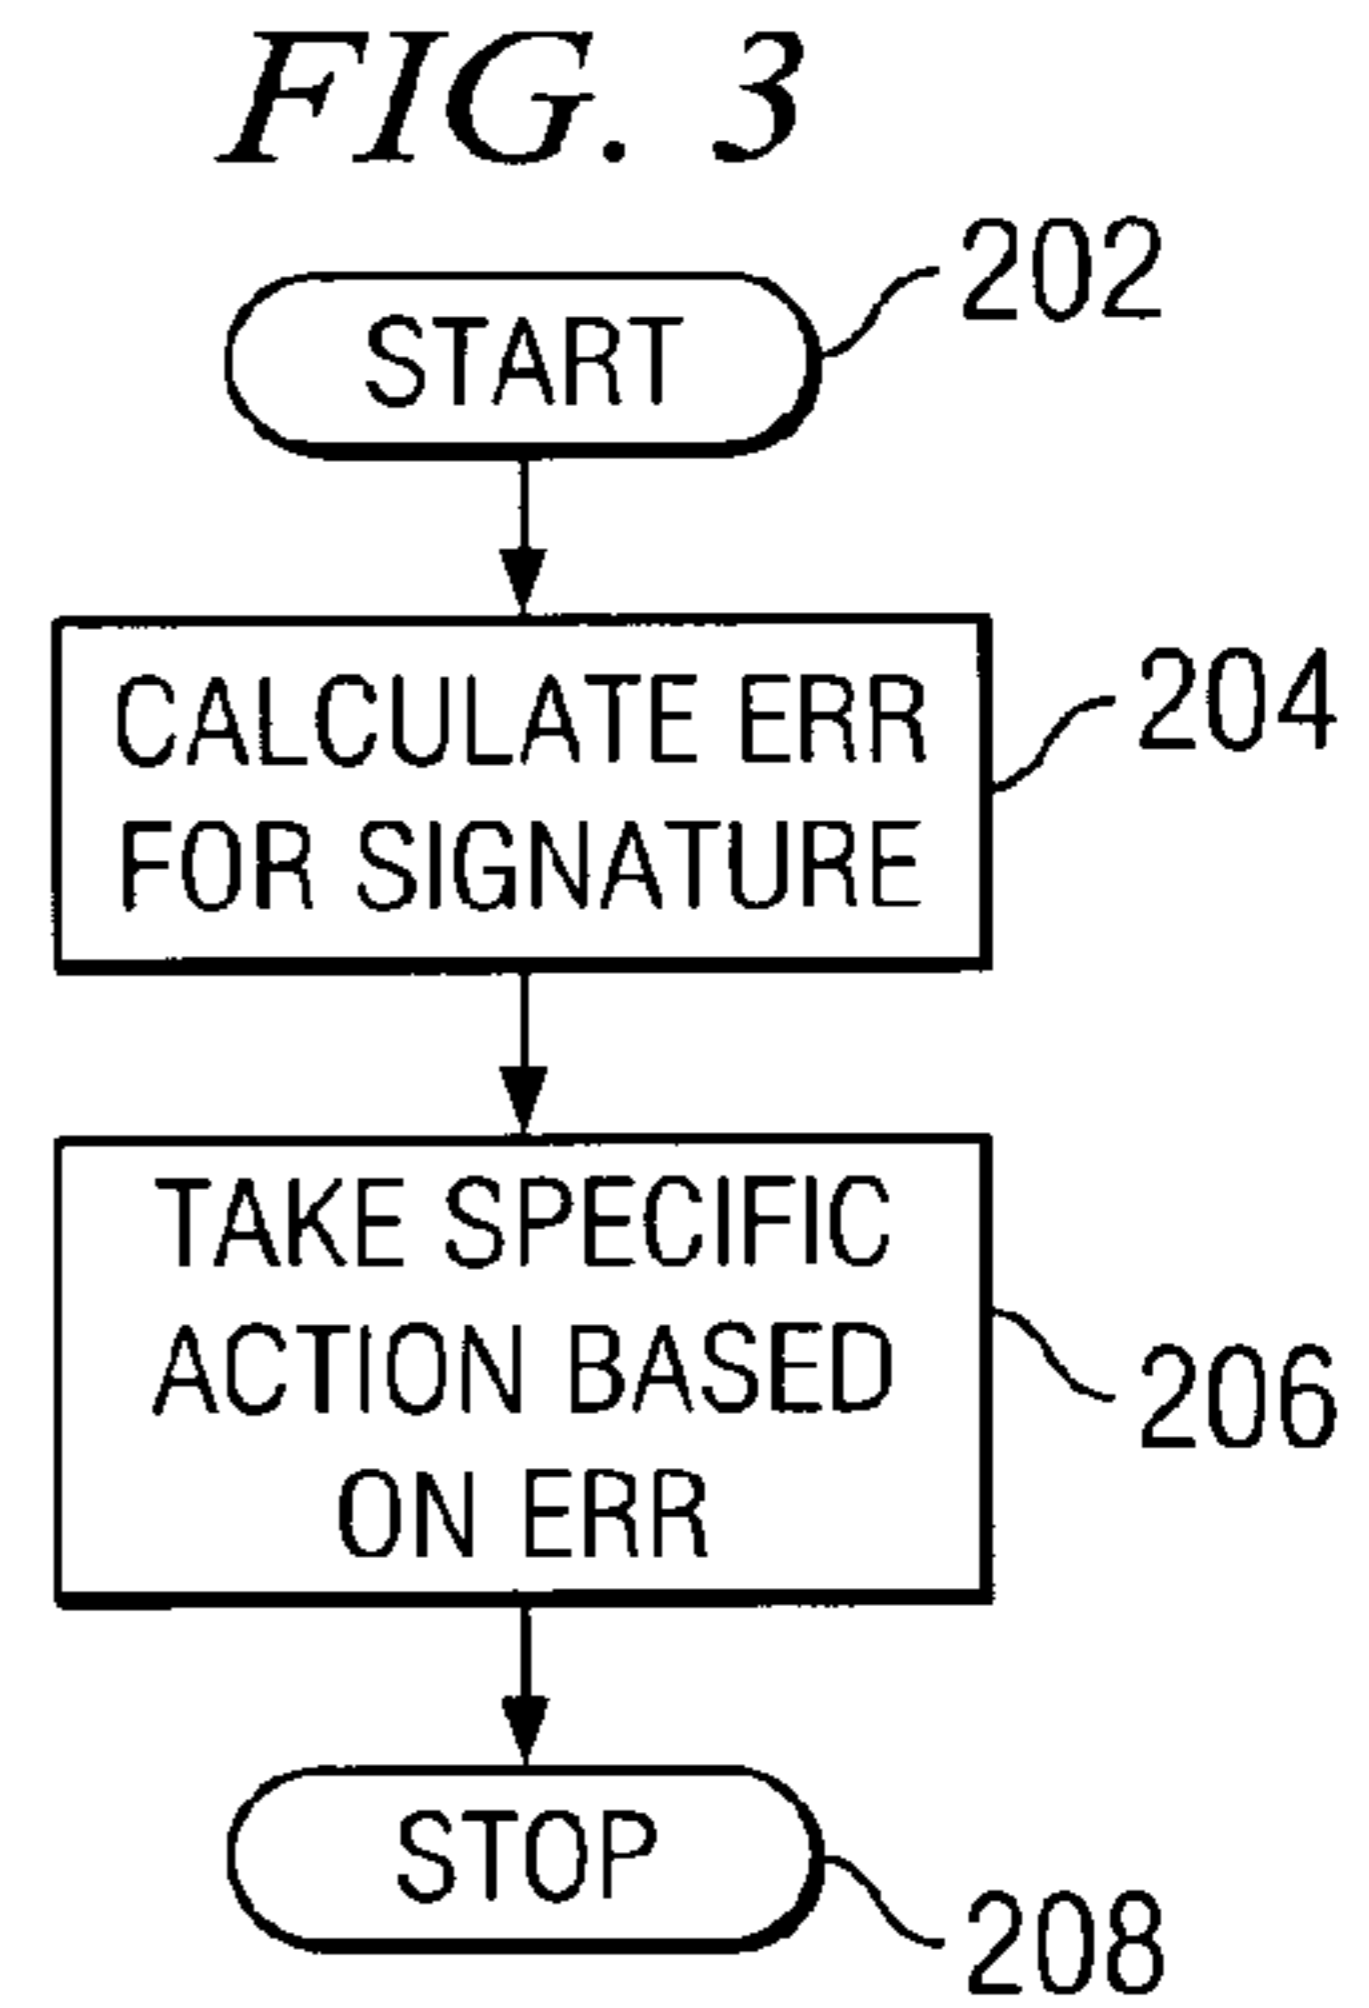 FIG. 3
202
START
204
CALCULATE ERR
FOR SIGNATURE
TAKE SPECIFIC
ACTION BASED
ON ERR
206
STOP
208